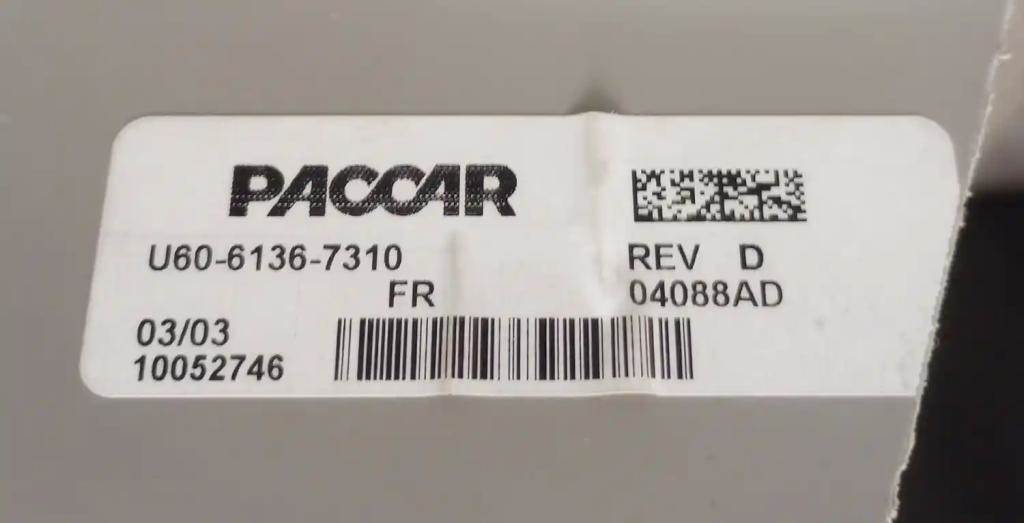 PACCAR
U60-6136-7310 REV D
FR 04088AD
03/03
10052746